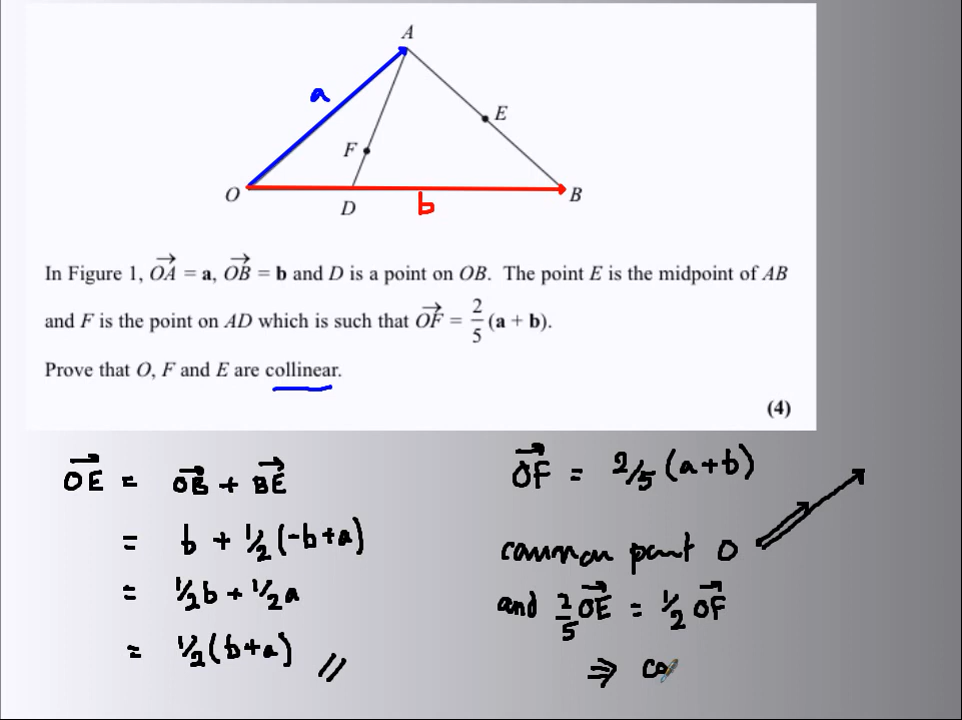 A
a
E
F
O
D
b
B
In Figure 1, →OA = a, →OB = b and D is a point on OB. The point E is the midpoint of AB
and F is the point on AD which is such that →OF = 2/5 (a + b).
Prove that O, F and E are collinear.
(4)
→OE = →OB + →BE
= b + 1/2 (-b+a)
= 1/2 b + 1/2 a
= 1/2 (b+a) //
→OF = 2/5 (a+b)
common point O
and 2/5 →OE = 1/2 →OF
⇒ co